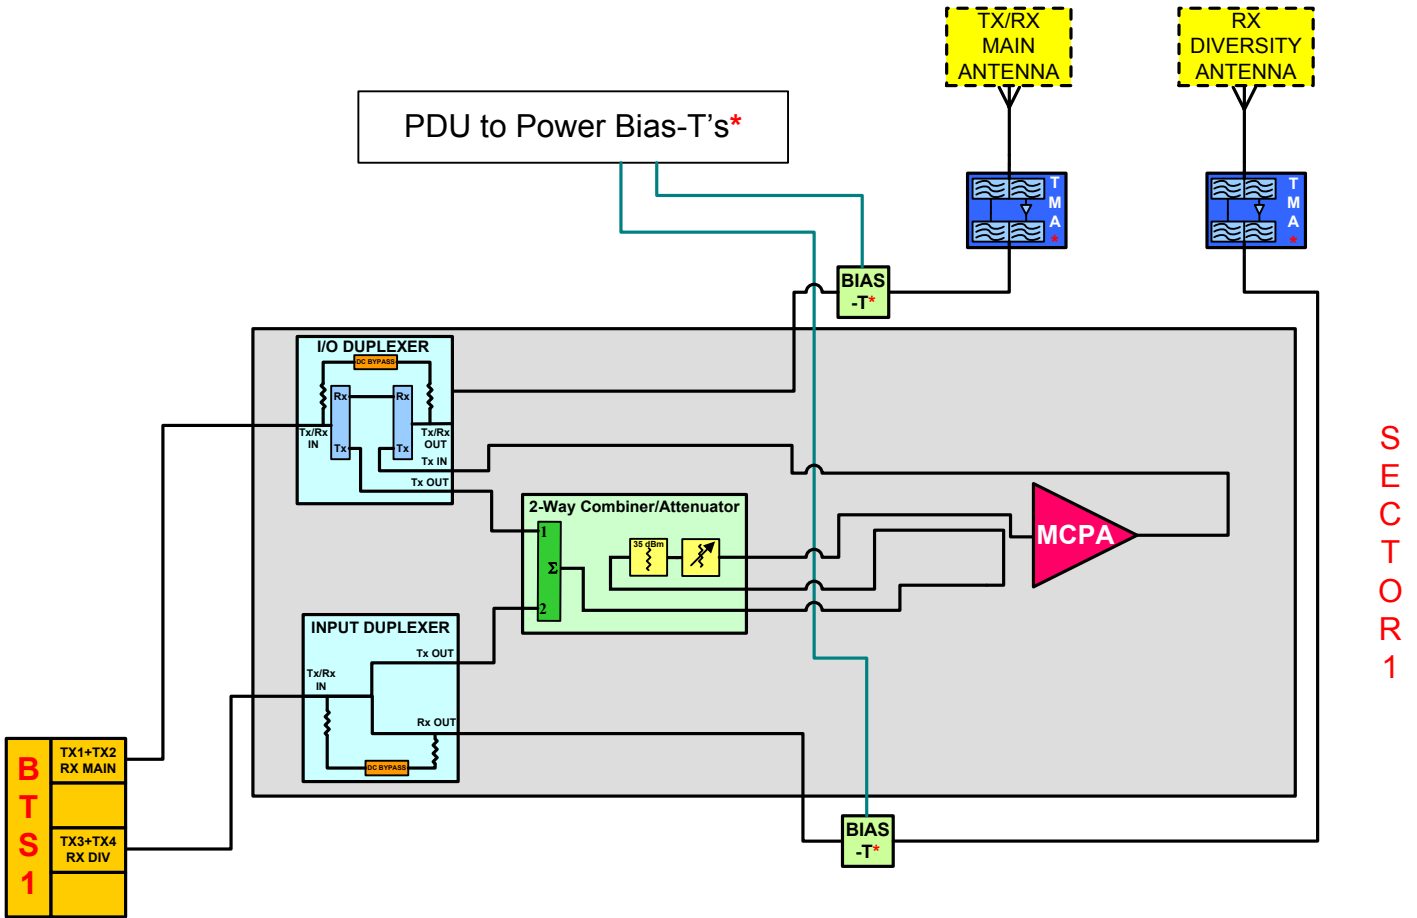 TX/RX
MAIN
ANTENNA
RX
DIVERSITY
ANTENNA
PDU to Power Bias-T's*
T
M
A
*
T
M
A
*
BIAS
-T*
I/O DUPLEXER
DC BYPASS
Rx
Rx
Tx/Rx
IN
Tx
Tx
Tx/Rx
OUT
Tx IN
Tx OUT
2-Way Combiner/Attenuator
1
35 dBm
Σ
2
MCPA
INPUT DUPLEXER
Tx OUT
Tx/Rx
IN
Rx OUT
DC BYPASS
BIAS
-T*
B
T
S
1
TX1+TX2
RX MAIN
TX3+TX4
RX DIV
S
E
C
T
O
R
1